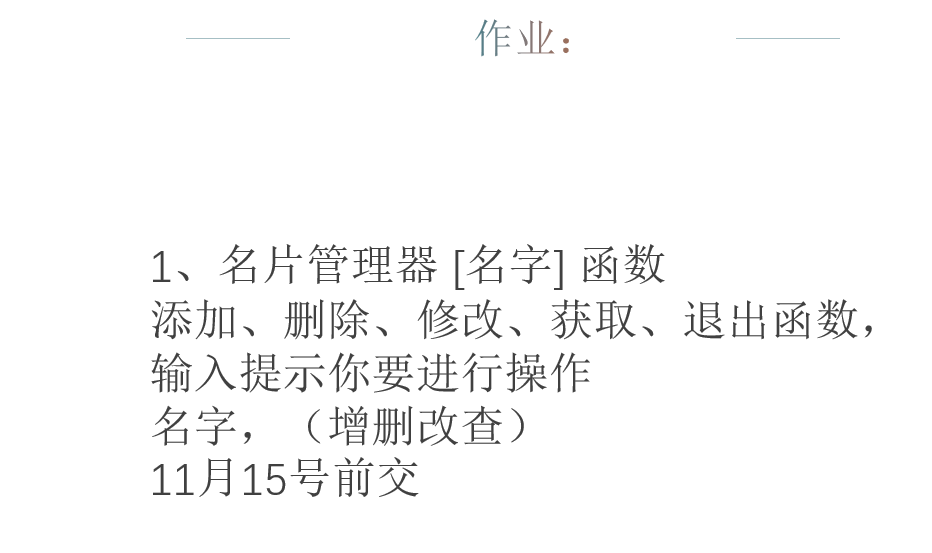 作业：
1、名片管理器 [名字] 函数
添加、删除、修改、获取、退出函数，
输入提示你要进行操作
名字，（增删改查）
11月15号前交